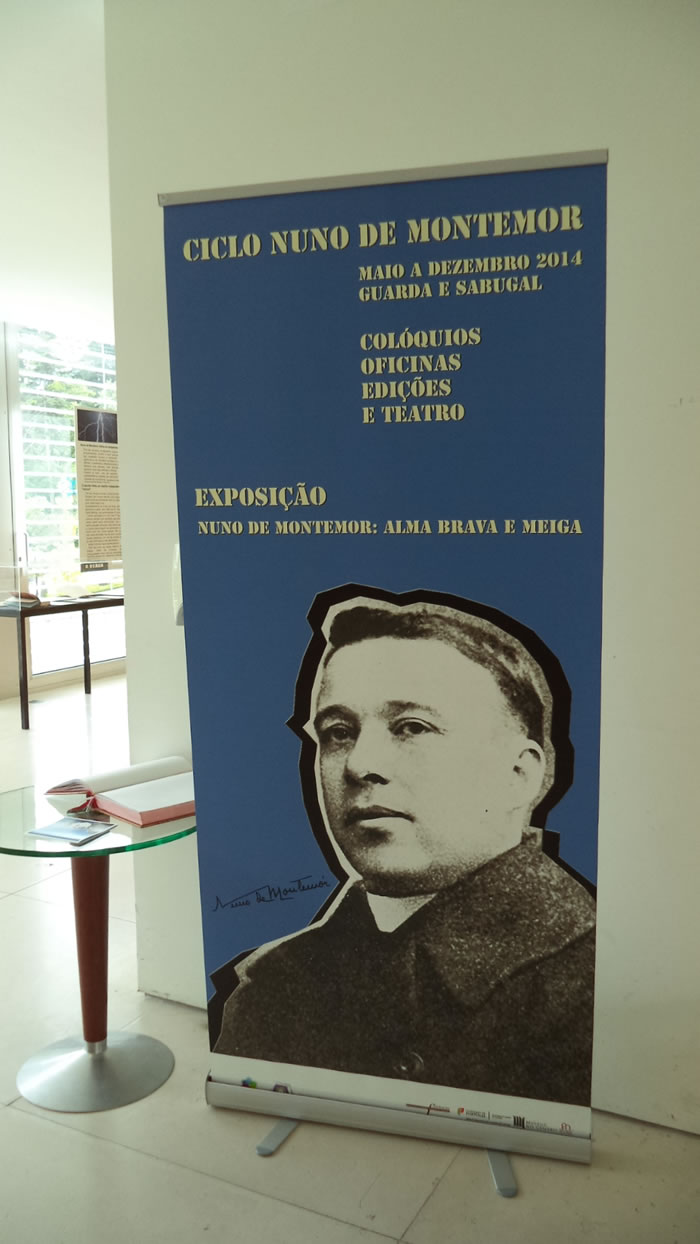 CICLO NUNO DE MONTEMOR
MAIO A DEZEMBRO 2014
GUARDA E SABUGAL
COLÓQUIOS
OFICINAS
EDIÇÕES
E TEATRO
EXPOSIÇÃO
NUNO DE MONTEMOR: ALMA BRAVA E MEIGA
Nuno de Montemór